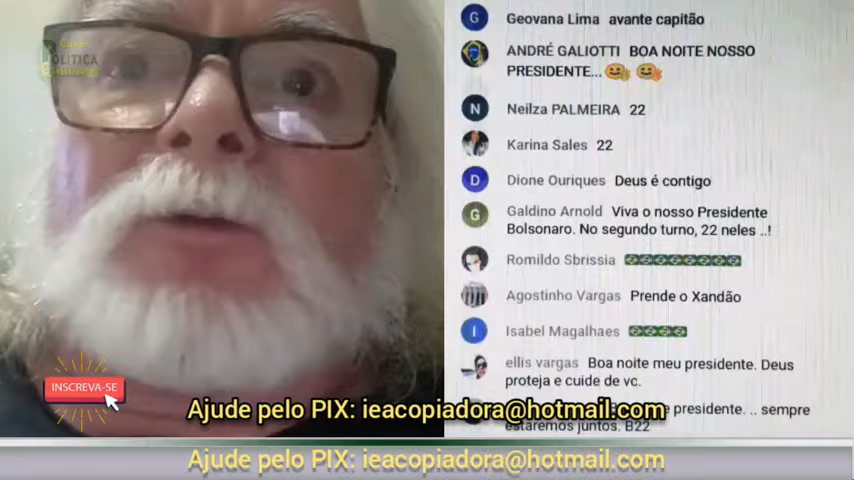 Canal
POLITICA
Geovana Lima avante capitão
ANDRÉ GALIOTTI BOA NOITE NOSSO
PRESIDENTE...
N Neilza PALMEIRA 22
Karina Sales 22
D Dione Ouriques Deus é contigo
G Galdino Arnold Viva o nosso Presidente
Bolsonaro. No segundo turno, 22 neles ..!
Romildo Sbrissia
Agostinho Vargas Prende o Xandão
I Isabel Magalhaes
ellis vargas Boa noite meu presidente. Deus
proteja e cuide de vc.
presidente. .. sempre
estaremos juntos. B22
INSCREVA-SE
Ajude pelo PIX: ieacopiadora@hotmail.com
Ajude pelo PIX: ieacopiadora@hotmail.com